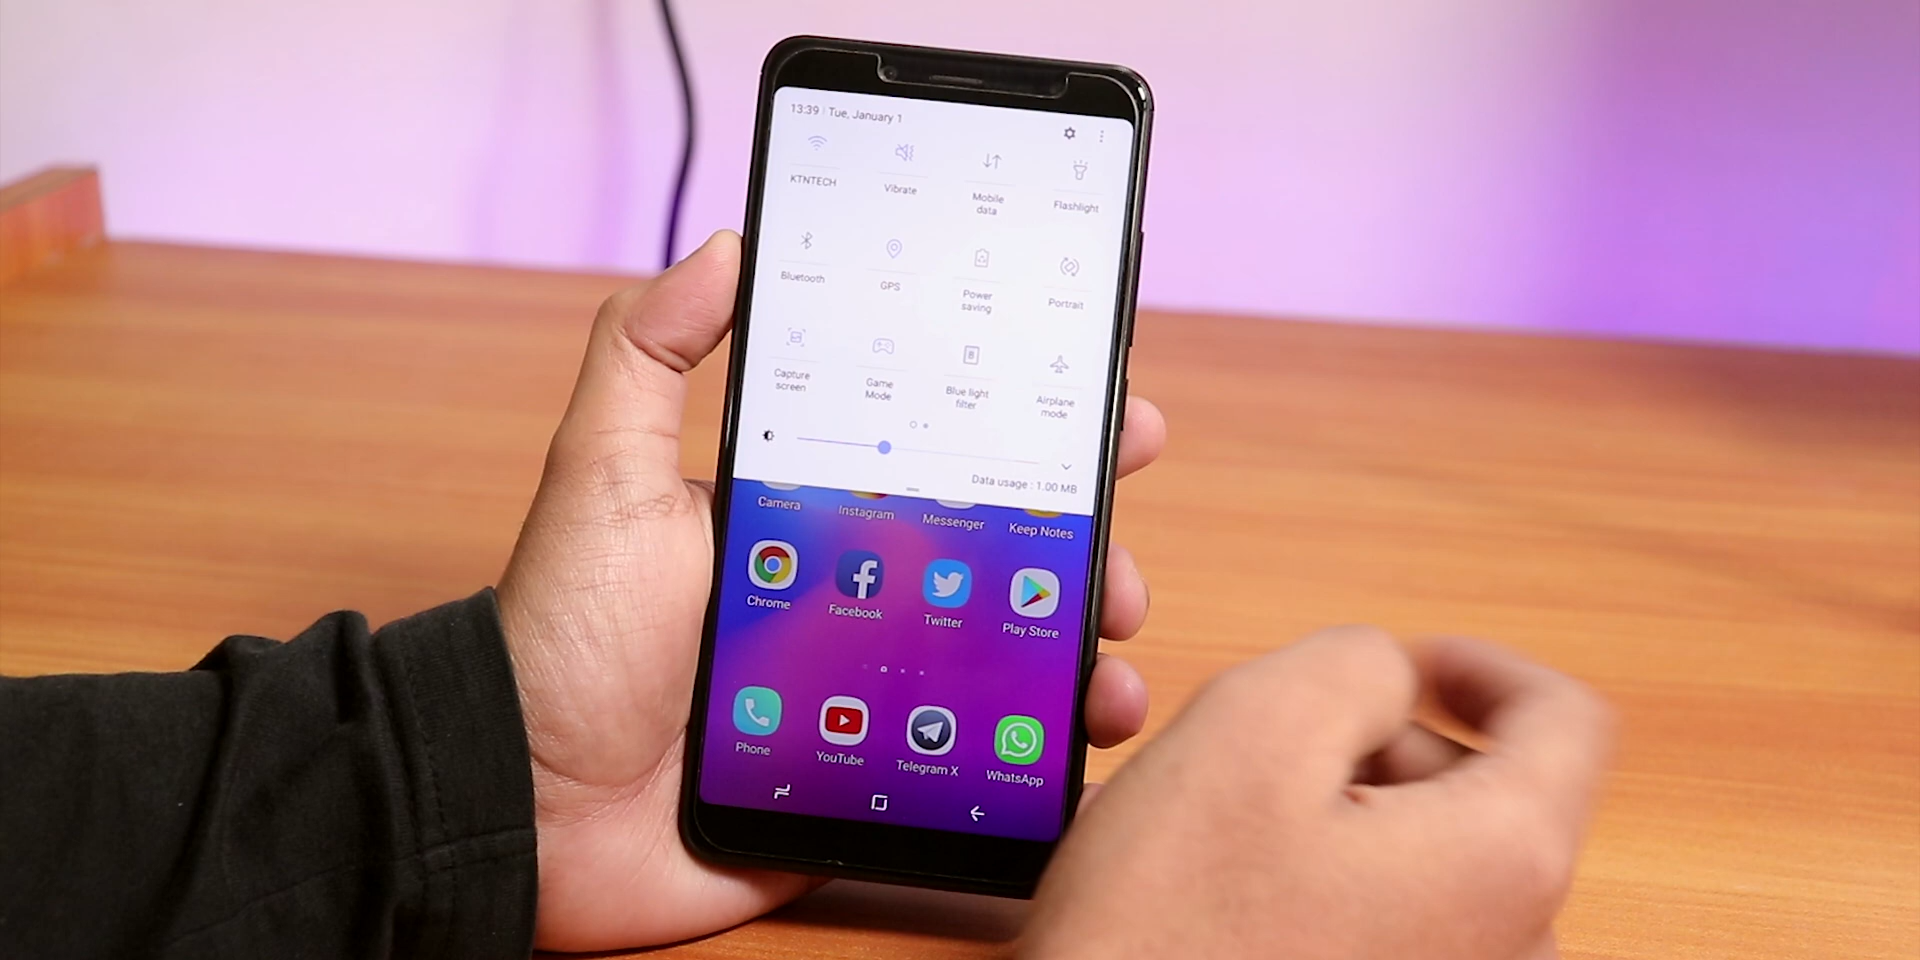 13:39 | Tue, January 1
KTNTECH
Vibrate
Mobile
data
Flashlight
Bluetooth
GPS
Power
saving
Portrait
Capture
screen
Game
Mode
Blue light
filter
Airplane
mode
Data usage : 1.00 MB
Camera
Instagram
Messenger
Keep Notes
Chrome
Facebook
Twitter
Play Store
Phone
YouTube
Telegram X
WhatsApp